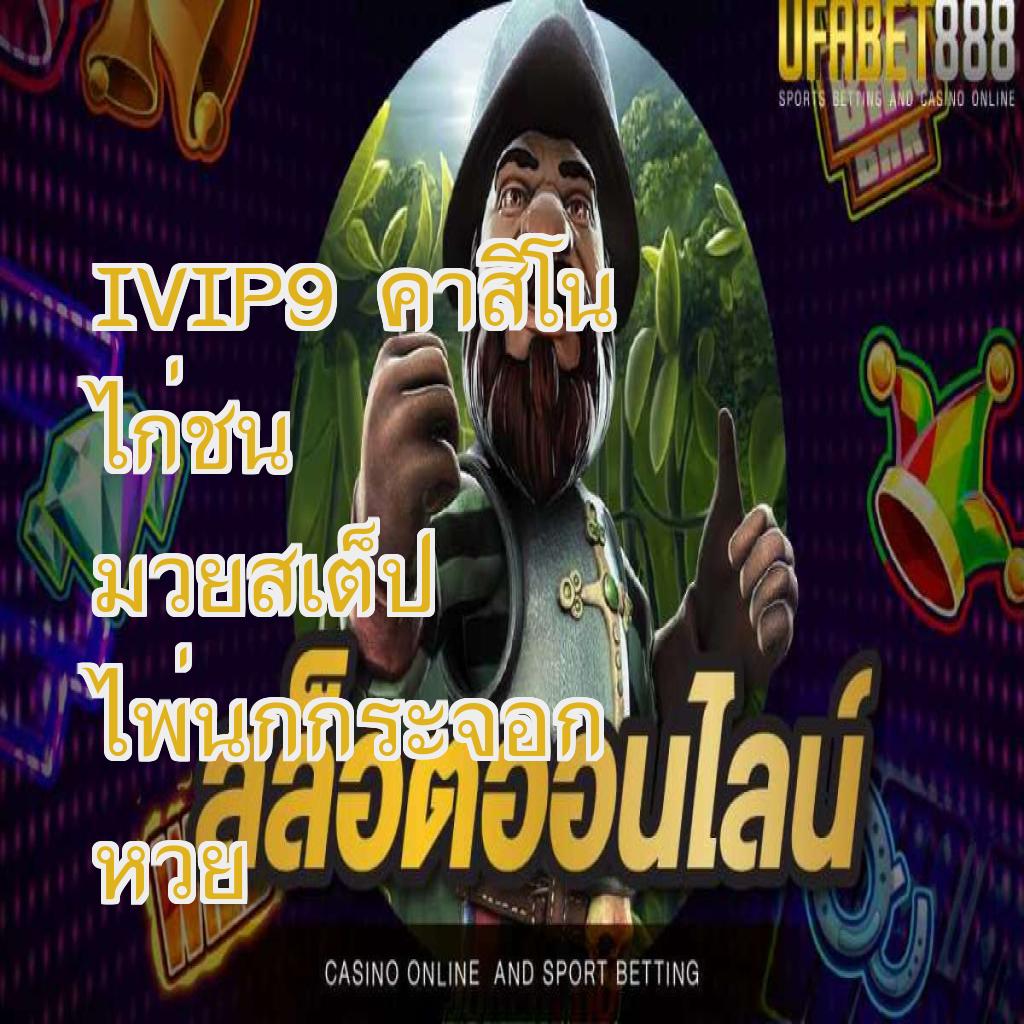 UFABET888
SPORTS BETTING AND CASINO ONLINE
BAR
IVIP9 คาสิโน
ไก่ชน
มวยสเต็ป
ไพ่นกกิระจอก
สล็อตออนไลน์
หวย
CASINO ONLINE AND SPORT BETTING